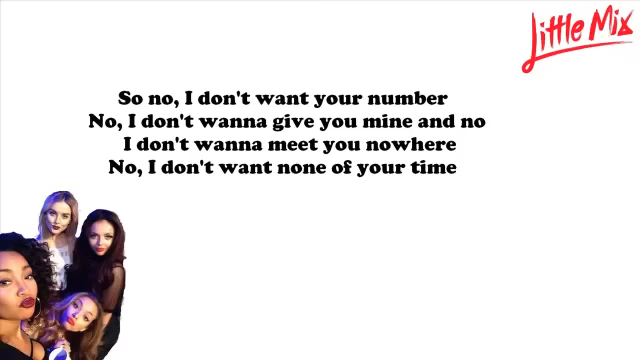 Little Mix
So no, I don't want your number
No, I don't wanna give you mine and no
I don't wanna meet you nowhere
No, I don't want none of your time